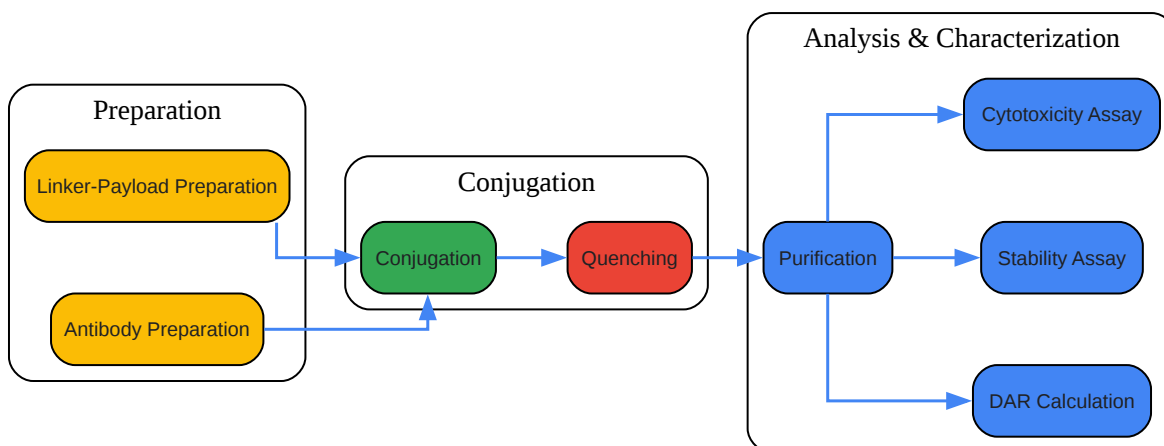 Preparation
Linker-Payload Preparation
Antibody Preparation
Conjugation
Conjugation
Quenching
Analysis & Characterization
Purification
Cytotoxicity Assay
Stability Assay
DAR Calculation